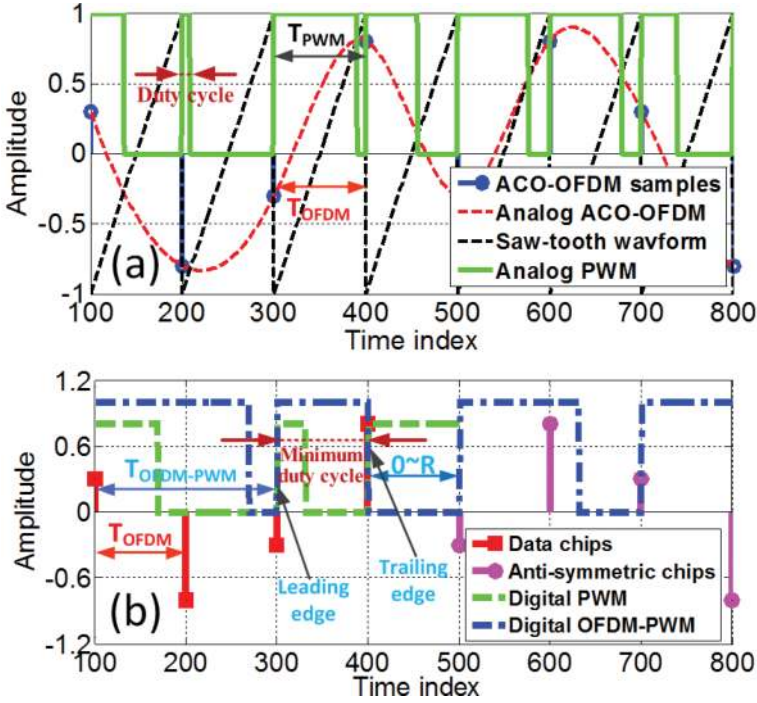 1
0.5
0
-0.5
-1
Amplitude
T_PWM
Duty cycle
T_OFDM
(a)
ACO-OFDM samples
Analog ACO-OFDM
Saw-tooth wavform
Analog PWM
100 200 300 400 500 600 700 800
Time index
1.2
0.6
0
-0.6
-1.2
Amplitude
Minimum
duty cycle
T_OFDM-PWM
0~R
T_OFDM
Leading
edge
Trailing
edge
(b)
Data chips
Anti-symmetric chips
Digital PWM
Digital OFDM-PWM
100 200 300 400 500 600 700 800
Time index